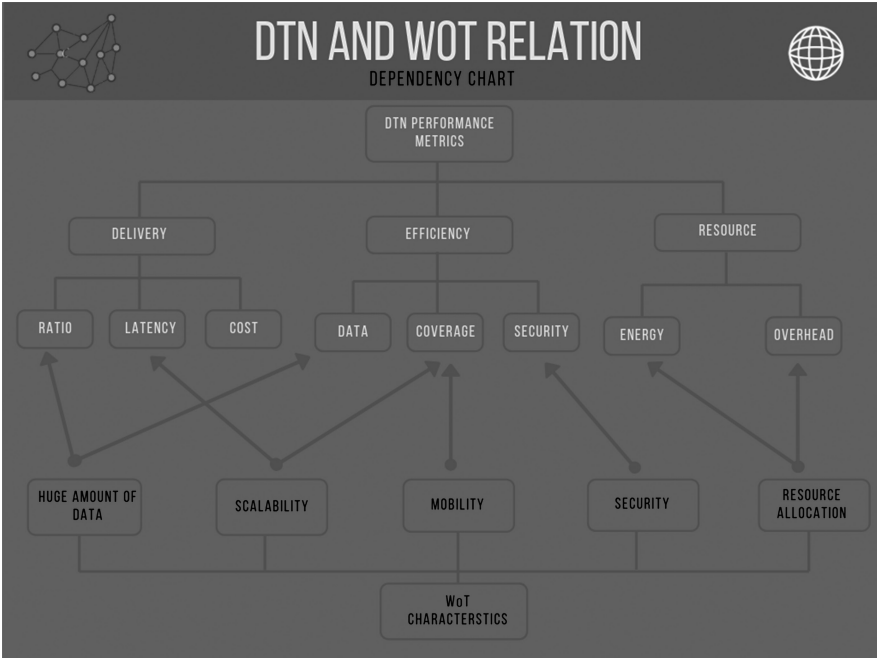 DTN AND WOT RELATION
DEPENDENCY CHART
DTN PERFORMANCE
METRICS
DELIVERY
EFFICIENCY
RESOURCE
RATIO
LATENCY
COST
DATA
COVERAGE
SECURITY
ENERGY
OVERHEAD
HUGE AMOUNT OF
DATA
SCALABILITY
MOBILITY
SECURITY
RESOURCE
ALLOCATION
WoT
CHARACTERSTICS